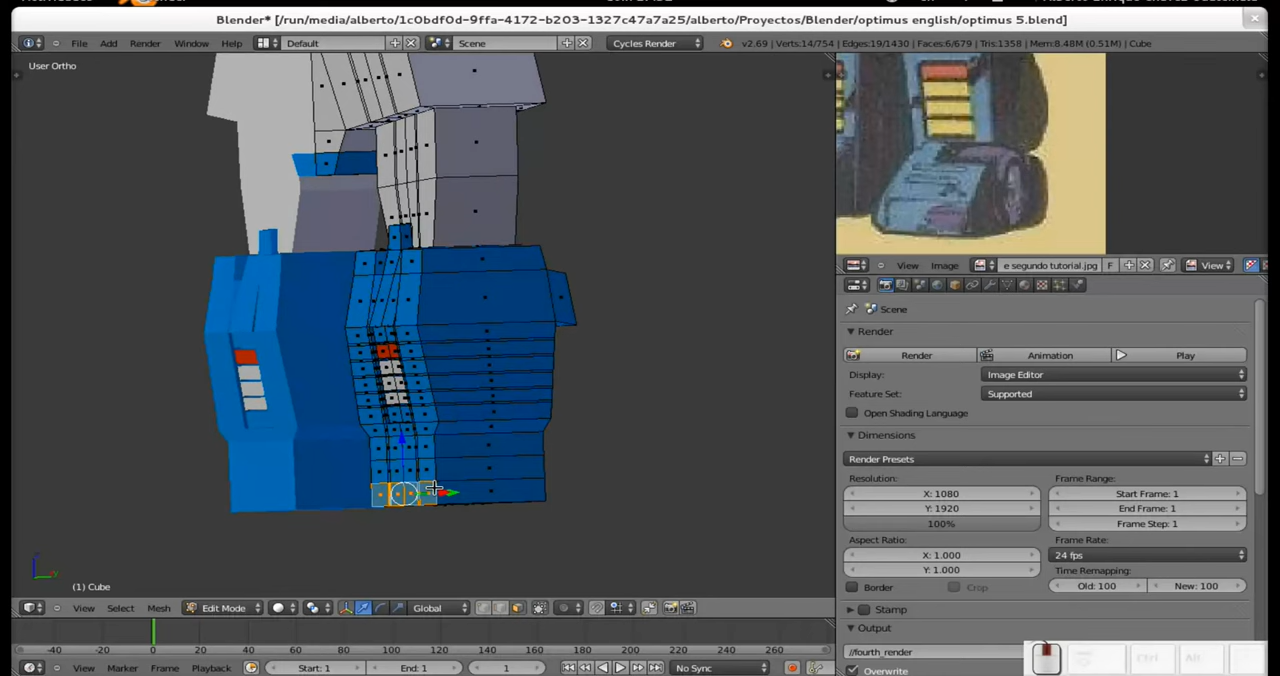 Blender* [/run/media/alberto/1c0bdf0d-9ffa-4172-b203-1327c47a7a25/alberto/Proyectos/Blender/optimus english/optimus 5.blend]
File Add Render Window Help Default Scene Cycles Render v2.69 | Verts:14/754 | Edges:19/1430 | Faces:6/679 | Tris:1358 | Mem:8.48M (0.51M) | Cube
User Ortho
(1) Cube
View Select Mesh Edit Mode Global
-40 -20 0 20 40 60 80 100 120 140 160 180 200 220 240 260
View Marker Frame Playback Start: 1 End: 1 1 No Sync
View Image e segundo tutorial.jpg F View
Scene
Render
Render Animation Play
Display: Image Editor
Feature Set: Supported
Open Shading Language
Dimensions
Render Presets
Resolution: Frame Range:
X: 1080 Start Frame: 1
Y: 1920 End Frame: 1
100% Frame Step: 1
Aspect Ratio: Frame Rate:
X: 1.000 24 fps
Y: 1.000 Time Remapping:
Border Crop Old: 100 New: 100
Stamp
Output
//fourth_render
Overwrite
Ctrl Alt